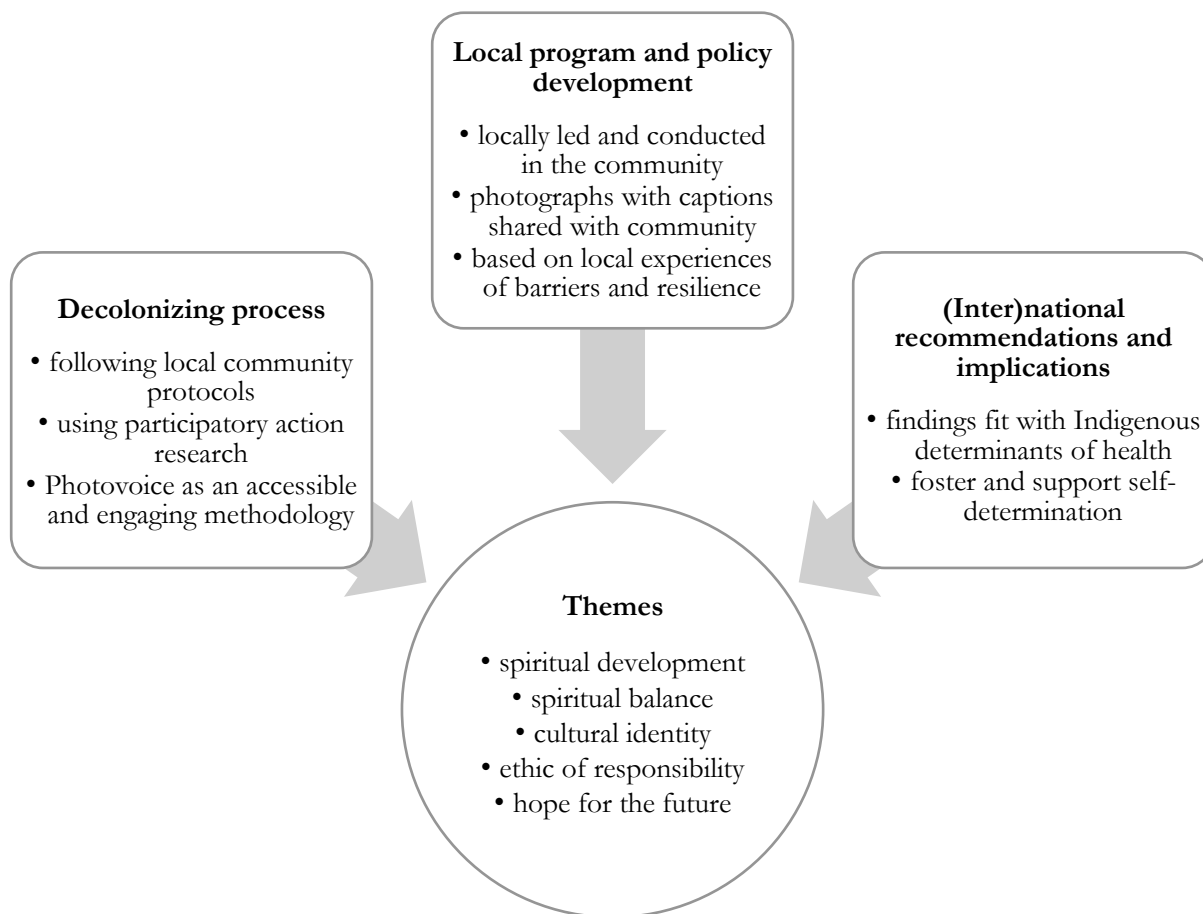 Local program and policy
development
• locally led and conducted
in the community
• photographs with captions
shared with community
• based on local experiences
of barriers and resilience
Decolonizing process
• following local community
protocols
• using participatory action
research
• Photovoice as an accessible
and engaging methodology
(Inter)national
recommendations and
implications
• findings fit with Indigenous
determinants of health
• foster and support self-
determination
Themes
• spiritual development
• spiritual balance
• cultural identity
• ethic of responsibility
• hope for the future